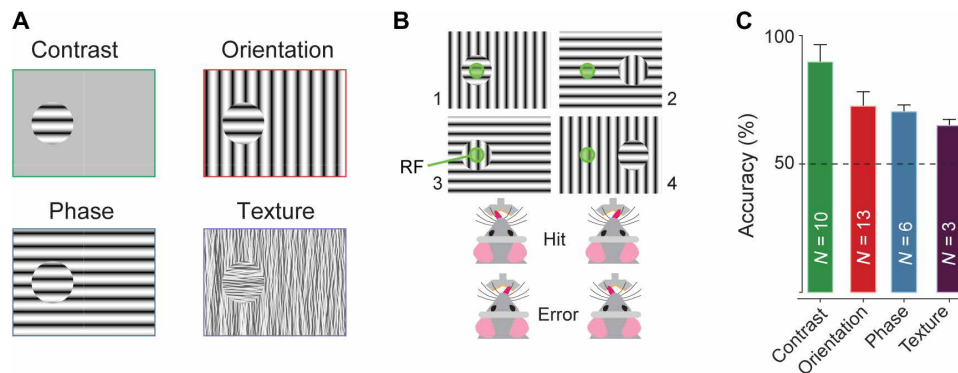 A
Contrast
Orientation
Phase
Texture
B
1
2
RF
3
4
Hit
Error
C
100
50
Accuracy (%)
N = 10
N = 13
N = 6
N = 3
Contrast
Orientation
Phase
Texture